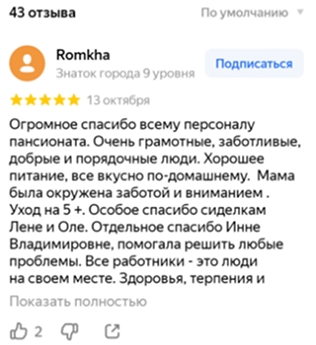 43 отзыва
По умолчанию
Romkha
Знаток города 9 уровня
Подписаться
13 октября
Огромное спасибо всему персоналу
пансионата. Очень грамотные, заботливые,
добрые и порядочные люди. Хорошее
питание, все вкусно по-домашнему.  Мама
была окружена заботой и вниманием .
Уход на 5 +. Особое спасибо сиделкам
Лене и Оле. Отдельное спасибо Инне
Владимировне, помогала решить любые
проблемы. Все работники - это люди
на своем месте. Здоровья, терпения и
Показать полностью
2